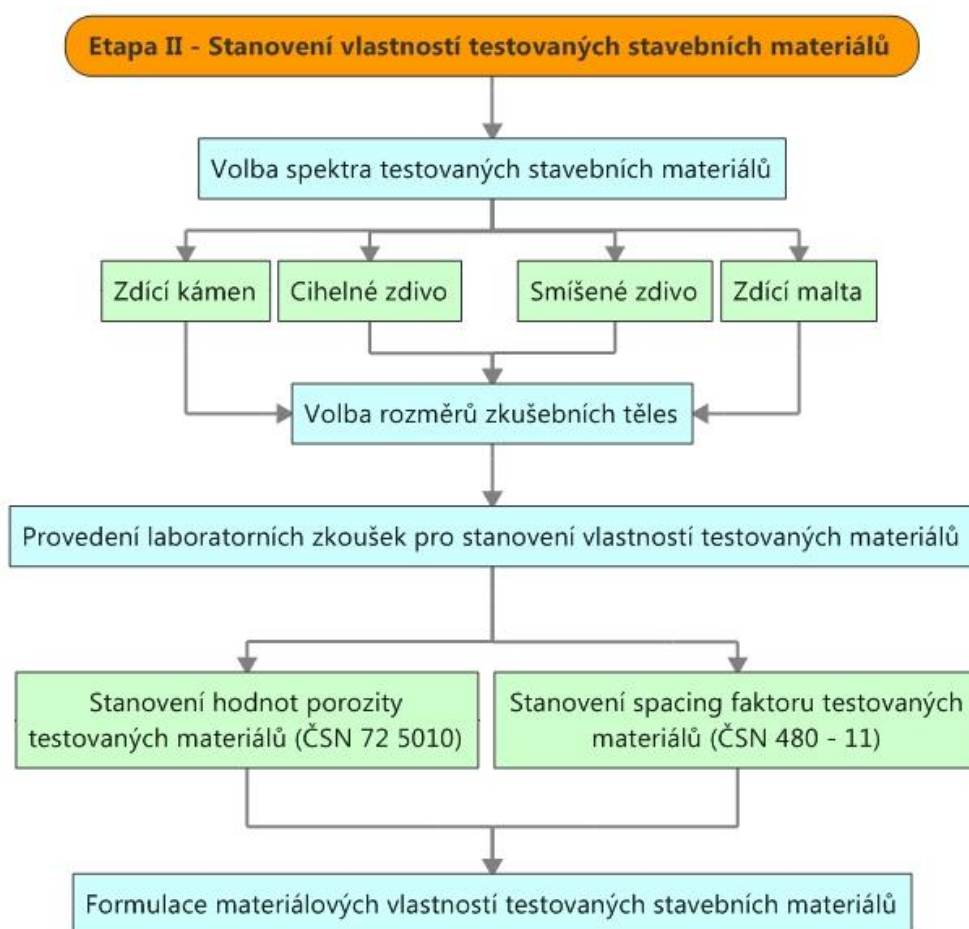 Etapa II - Stanovení vlastností testovaných stavebních materiálů
Volba spektra testovaných stavebních materiálů
Zdící kámen
Cihelné zdivo
Smíšené zdivo
Zdící malta
Volba rozměrů zkušebních těles
Provedení laboratorních zkoušek pro stanovení vlastností testovaných materiálů
Stanovení hodnot porozity
testovaných materiálů (ČSN 72 5010)
Stanovení spacing faktoru testovaných
materiálů (ČSN 480 - 11)
Formulace materiálových vlastností testovaných stavebních materiálů